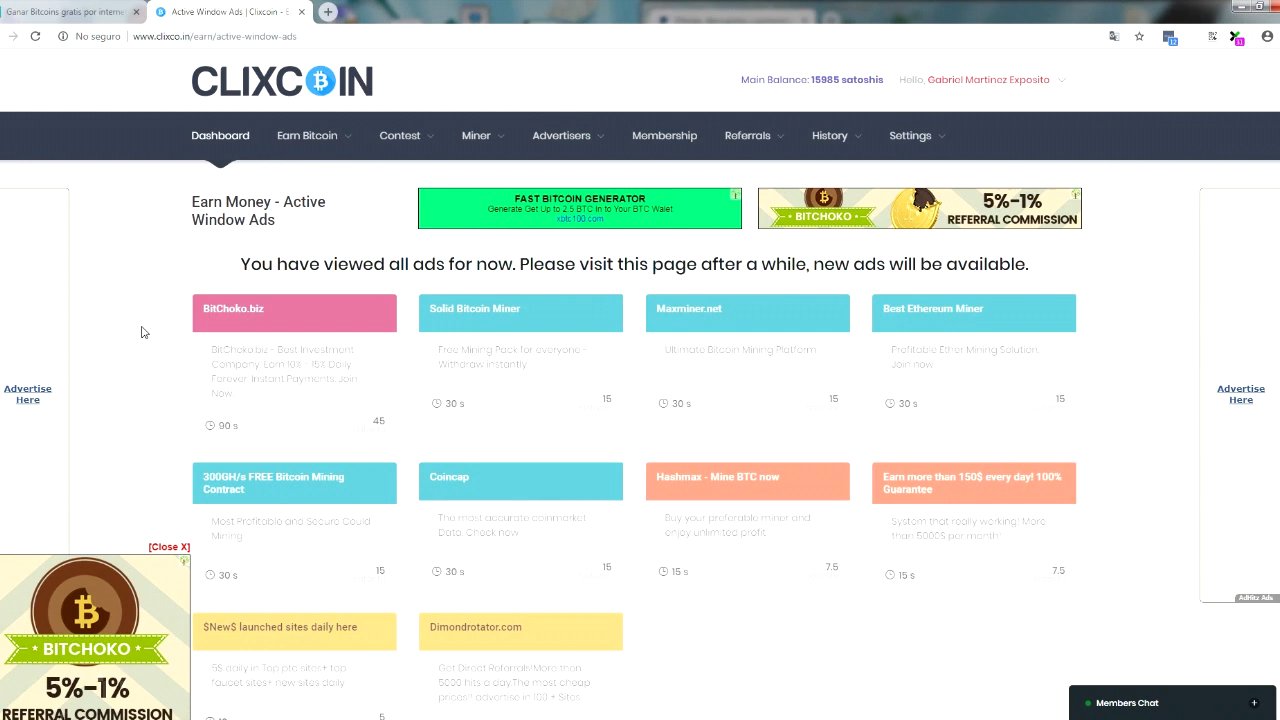 Ganar Bitcoins gratis por interne
Active Window Ads | Clixcoin - E
No seguro
www.clixco.in/earn/active-window-ads
12
11
CLIXCOIN
Main Balance: 15985 satoshis
Hello, Gabriel Martinez Exposito
Dashboard
Earn Bitcoin
Contest
Miner
Advertisers
Membership
Referrals
History
Settings
Earn Money - Active
Window Ads
FAST BITCOIN GENERATOR
Generate Get Up to 2.5 BTC In to Your BTC Walet
xbtc100.com
BITCHOKO
5%-1%
REFERRAL COMMISSION
You have viewed all ads for now. Please visit this page after a while, new ads will be available.
BitChoko.biz
BitChoko.biz - Best Investment
Company. Earn 10% - 15% Daily
Forever. Instant Payments. Join
Now
90 s
45
Solid Bitcoin Miner
Free Mining Pack for everyone -
Withdraw instantly
30 s
15
Maxminer.net
Ultimate Bitcoin Mining Platform
30 s
15
Best Ethereum Miner
Profitable Ether Mining Solution.
Join now
30 s
15
Advertise
Here
Advertise
Here
300GH/s FREE Bitcoin Mining
Contract
Most Profitable and Secure Could
Mining
30 s
15
Coincap
The most accurate coinmarket
Data. Check now
30 s
15
Hashmax - Mine BTC now
Buy your preforable minor and
enjoy unlimited profit
15 s
7.5
Earn more than 150$ every day! 100%
Guarantee
System that really working! More
than 5000$ per month!
15 s
7.5
[Close X]
BITCHOKO
5%-1%
REFERRAL COMMISSION
AdHitz Ads
$New$ launched sites daily here
5$ daily in Top ptc sites+ top
faucet sites+ new sites daily
5
Dimondrotator.com
Get Direct Referrals!More than
5000 hits a day.The most cheap
prices! advertise in 100 + Sites
Members Chat